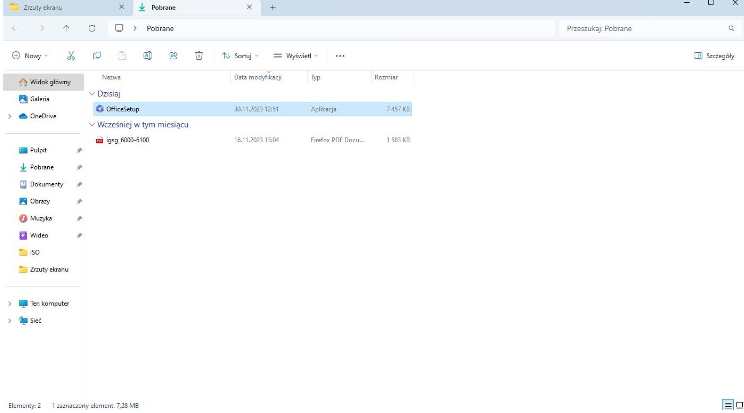 Zrzuty ekranu
Pobrane
Pobrane
Przeszukaj: Pobrane
Nowy
Sortuj
Wyświetl
Szczegóły
Nazwa Data modyfikacji Typ Rozmiar
Widok główny
Galeria
OneDrive
Pulpit
Pobrane
Dokumenty
Obrazy
Muzyka
Wideo
ISO
Zrzuty ekranu
Ten komputer
Sieć
Dzisiaj
OfficeSetup 30.11.2023 12:51 Aplikacja 7 457 KB
Wcześniej w tym miesiącu
igsg_6000-6100 16.11.2023 13:04 Firefox PDF Docu... 1 583 KB
Elementy: 2 1 zaznaczony element. 7,28 MB